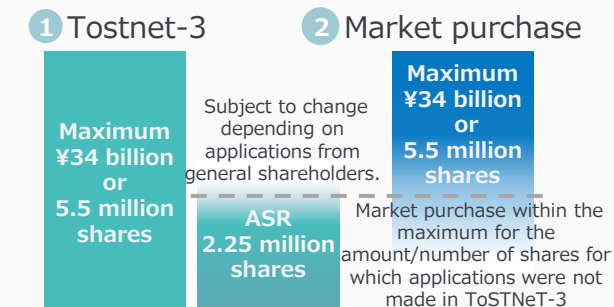 1 Tostnet-3
2 Market purchase
Maximum
¥34 billion
or
5.5 million
shares
Subject to change
depending on
applications from
general shareholders.
ASR
2.25 million
shares
Maximum
¥34 billion
or
5.5 million
shares
Market purchase within the
maximum for the
amount/number of shares for
which applications were not
made in ToSTNeT-3